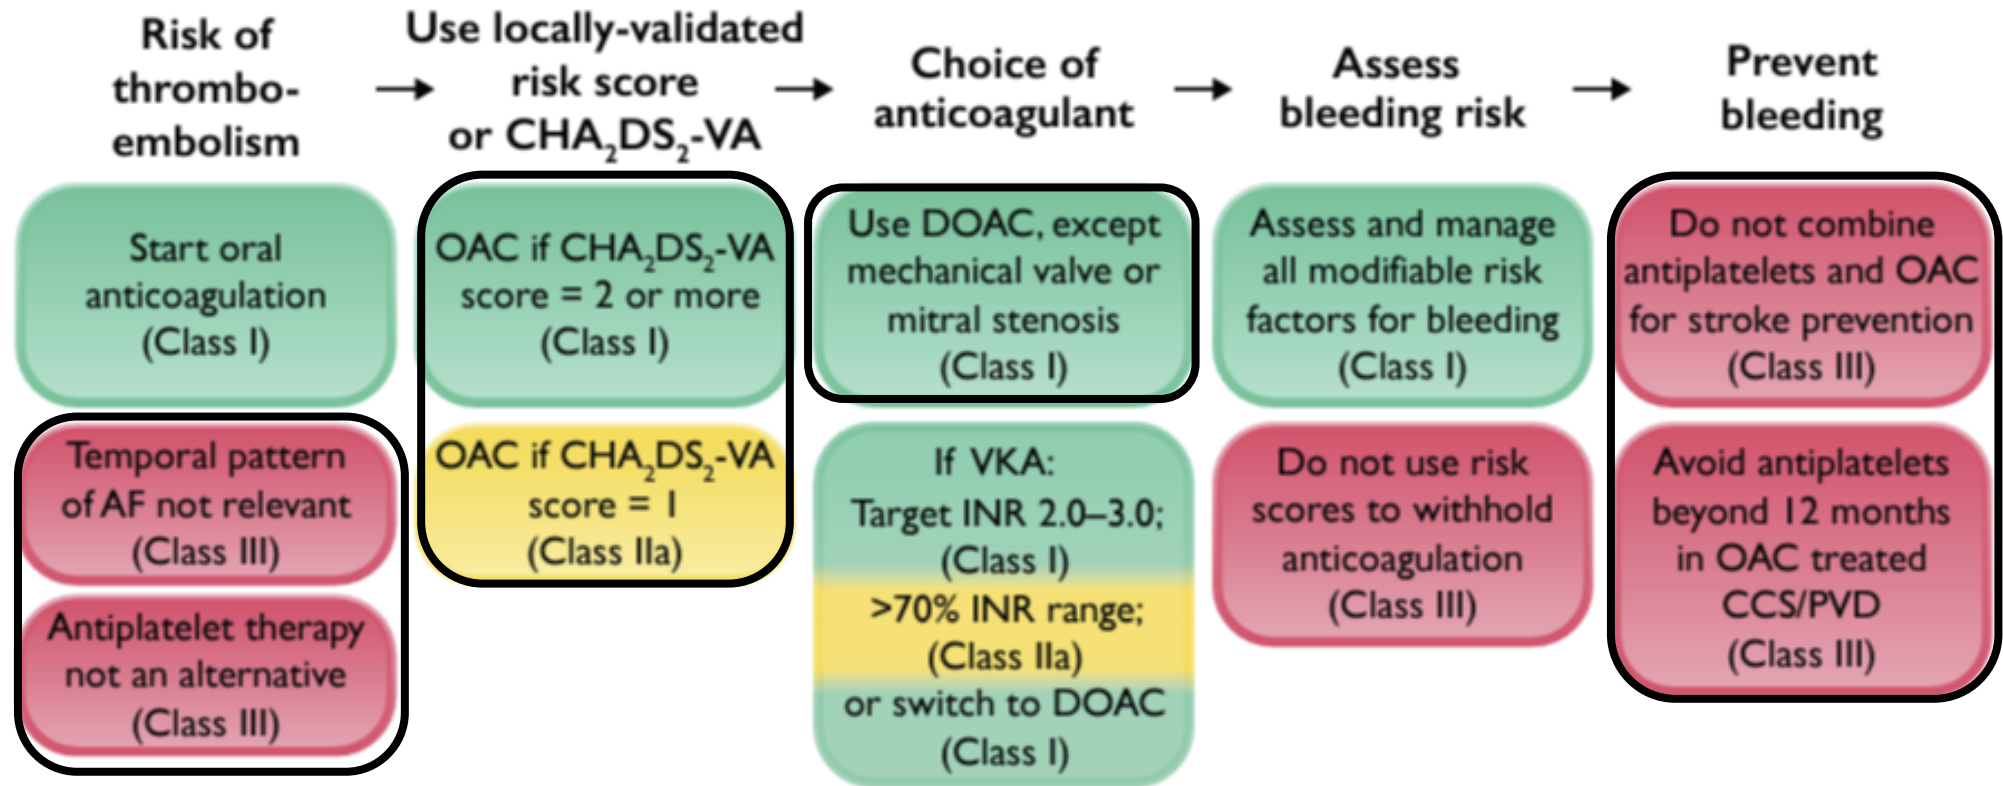 Risk of
thrombo-
embolism
Use locally-validated
risk score
or CHA₂DS₂-VA
Choice of
anticoagulant
Assess
bleeding risk
Prevent
bleeding
Start oral
anticoagulation
(Class I)
Temporal pattern
of AF not relevant
(Class III)
Antiplatelet therapy
not an alternative
(Class III)
OAC if CHA₂DS₂-VA
score = 2 or more
(Class I)
OAC if CHA₂DS₂-VA
score = 1
(Class IIa)
Use DOAC, except
mechanical valve or
mitral stenosis
(Class I)
If VKA:
Target INR 2.0–3.0;
(Class I)
>70% INR range;
(Class IIa)
or switch to DOAC
(Class I)
Assess and manage
all modifiable risk
factors for bleeding
(Class I)
Do not use risk
scores to withhold
anticoagulation
(Class III)
Do not combine
antiplatelets and OAC
for stroke prevention
(Class III)
Avoid antiplatelets
beyond 12 months
in OAC treated
CCS/PVD
(Class III)